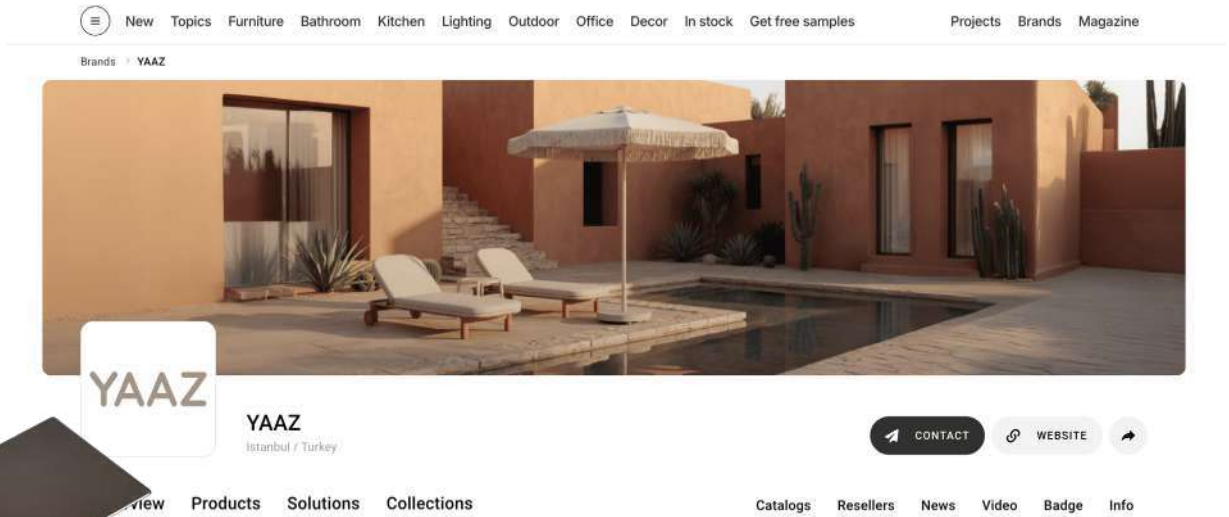 New Topics Furniture Bathroom Kitchen Lighting Outdoor Office Decor In stock Get free samples Projects Brands Magazine
Brands > YAAZ
YAAZ
YAAZ
Istanbul / Turkey
CONTACT WEBSITE
view Products Solutions Collections Catalogs Resellers News Video Badge Info